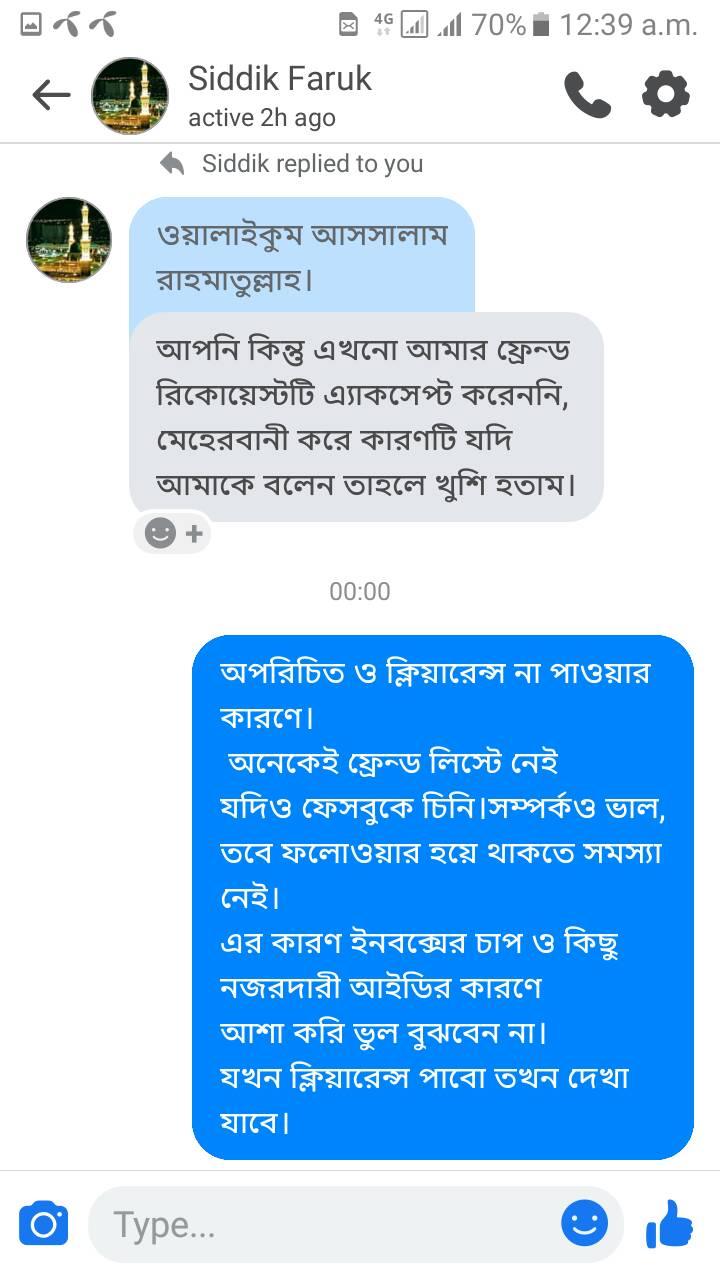 4G 70% 12:39 a.m.
Siddik Faruk
active 2h ago
Siddik replied to you
ওয়ালাইকুম আসসালাম
রাহমাতুল্লাহ।
আপনি কিন্তু এখনো আমার ফ্রেন্ড
রিকোয়েস্টটি এ্যাকসেপ্ট করেননি,
মেহেরবানী করে কারণটি যদি
আমাকে বলেন তাহলে খুশি হতাম।
00:00
অপরিচিত ও ক্লিয়ারেন্স না পাওয়ার
কারণে।
অনেকেই ফ্রেন্ড লিস্টে নেই
যদিও ফেসবুকে চিনি।সম্পর্কও ভাল,
তবে ফলোওয়ার হয়ে থাকতে সমস্যা
নেই।
এর কারণ ইনবক্সের চাপ ও কিছু
নজরদারী আইডির কারণে
আশা করি ভুল বুঝবেন না।
যখন ক্লিয়ারেন্স পাবো তখন দেখা
যাবে।
Type...